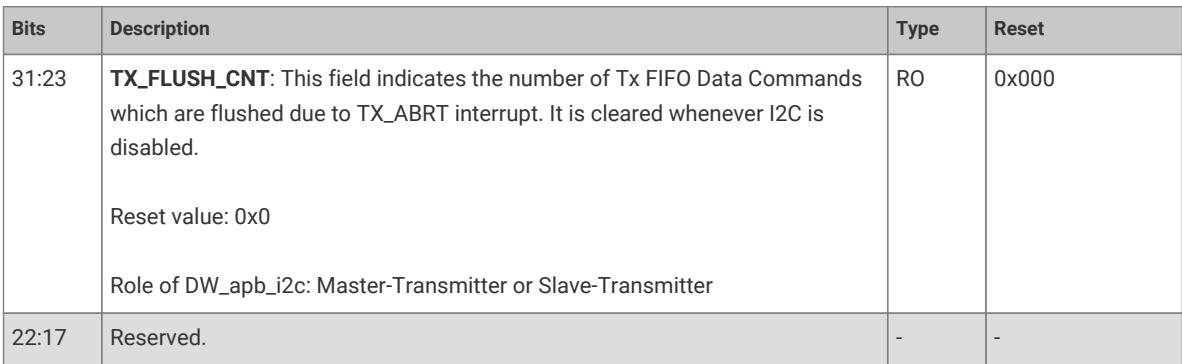 Bits Description Type Reset
31:23 TX_FLUSH_CNT: This field indicates the number of Tx FIFO Data Commands RO 0x000
which are flushed due to TX_ABRT interrupt. It is cleared whenever I2C is
disabled.
Reset value: 0x0
Role of DW_apb_i2c: Master-Transmitter or Slave-Transmitter
22:17 Reserved. - -